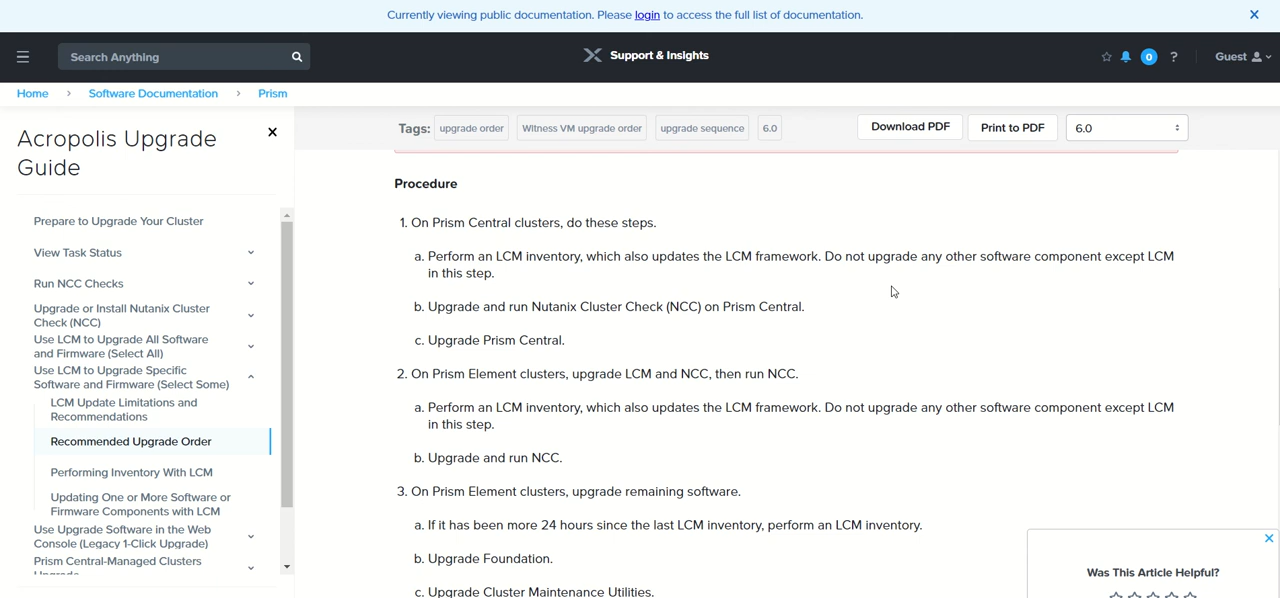 Currently viewing public documentation. Please login to access the full list of documentation.
Search Anything
Support & Insights
0
?
Guest
Home > Software Documentation > Prism
Acropolis Upgrade
Guide
Prepare to Upgrade Your Cluster
View Task Status
Run NCC Checks
Upgrade or Install Nutanix Cluster
Check (NCC)
Use LCM to Upgrade All Software
and Firmware (Select All)
Use LCM to Upgrade Specific
Software and Firmware (Select Some)
LCM Update Limitations and
Recommendations
Recommended Upgrade Order
Performing Inventory With LCM
Updating One or More Software or
Firmware Components with LCM
Use Upgrade Software in the Web
Console (Legacy 1-Click Upgrade)
Prism Central-Managed Clusters
Upgrade
Tags: upgrade order Witness VM upgrade order upgrade sequence 6.0
Download PDF Print to PDF 6.0
Procedure
1. On Prism Central clusters, do these steps.
a. Perform an LCM inventory, which also updates the LCM framework. Do not upgrade any other software component except LCM
in this step.
b. Upgrade and run Nutanix Cluster Check (NCC) on Prism Central.
c. Upgrade Prism Central.
2. On Prism Element clusters, upgrade LCM and NCC, then run NCC.
a. Perform an LCM inventory, which also updates the LCM framework. Do not upgrade any other software component except LCM
in this step.
b. Upgrade and run NCC.
3. On Prism Element clusters, upgrade remaining software.
a. If it has been more 24 hours since the last LCM inventory, perform an LCM inventory.
b. Upgrade Foundation.
c. Upgrade Cluster Maintenance Utilities.
Was This Article Helpful?